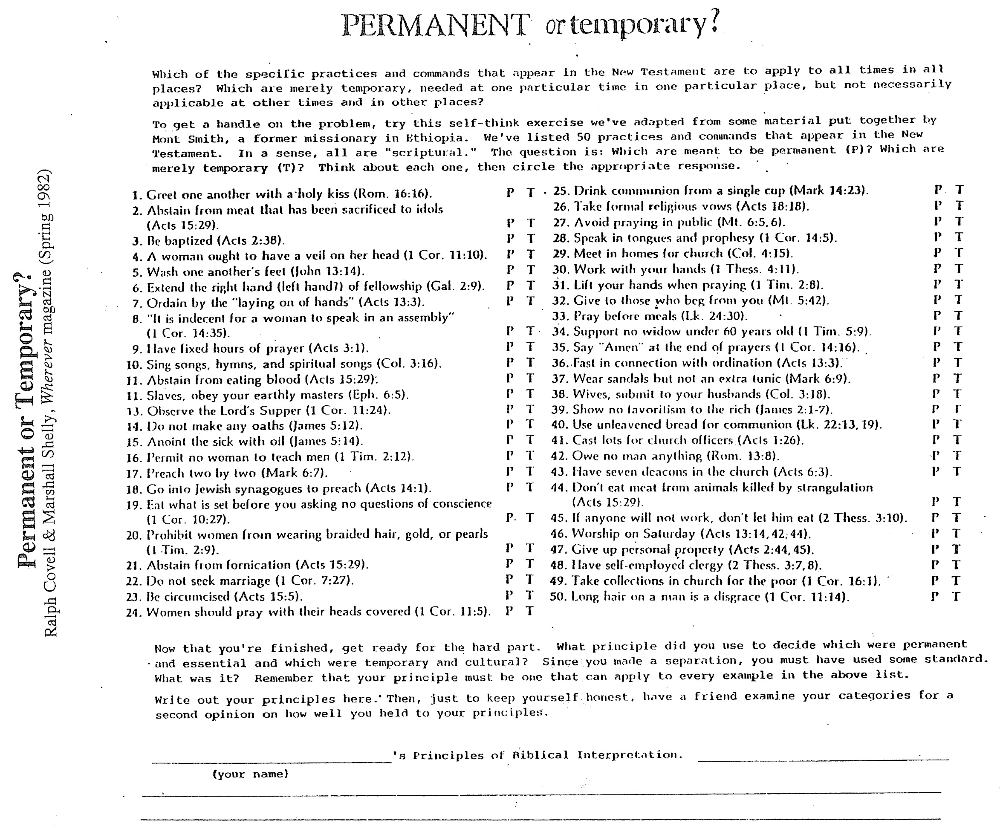 PERMANENT or temporary?
Which of the specific practices and commands that appear in the New Testament are to apply to all times in all
places? Which are merely temporary, needed at one particular time in one particular place, but not necessarily
applicable at other times and in other places?
To get a handle on the problem, try this self-think exercise we've adapted from some material put together by
Mont Smith, a former missionary in Ethiopia. We've listed 50 practices and commands that appear in the New
Testament. In a sense, all are "scriptural." The question is: Which are meant to be permanent (P)? Which are
merely temporary (T)? Think about each one, then circle the appropriate response.
1. Greet one another with a holy kiss (Rom. 16:16). P T
2. Abstain from meat that has been sacrificed to idols
(Acts 15:29). P T
3. Be baptized (Acts 2:38). P T
4. A woman ought to have a veil on her head (1 Cor. 11:10). P T
5. Wash one another's feet (John 13:14). P T
6. Extend the right hand (left hand?) of fellowship (Gal. 2:9). P T
7. Ordain by the "laying on of hands" (Acts 13:3). P T
8. "It is indecent for a woman to speak in an assembly"
(1 Cor. 14:35). P T
9. Have fixed hours of prayer (Acts 3:1). P T
10. Sing songs, hymns, and spiritual songs (Col. 3:16). P T
11. Abstain from eating blood (Acts 15:29). P T
11. Slaves, obey your earthly masters (Eph. 6:5). P T
13. Observe the Lord's Supper (1 Cor. 11:24). P T
14. Do not make any oaths (James 5:12). P T
15. Anoint the sick with oil (James 5:14). P T
16. Permit no woman to teach men (1 Tim. 2:12). P T
17. Preach two by two (Mark 6:7). P T
18. Go into Jewish synagogues to preach (Acts 14:1). P T
19. Eat what is set before you asking no questions of conscience
(1 Cor. 10:27). P T
20. Prohibit women from wearing braided hair, gold, or pearls
(1 Tim. 2:9). P T
21. Abstain from fornication (Acts 15:29). P T
22. Do not seek marriage (1 Cor. 7:27). P T
23. Be circumcised (Acts 15:5). P T
24. Women should pray with their heads covered (1 Cor. 11:5). P T
25. Drink communion from a single cup (Mark 14:23). P T
26. Take formal religious vows (Acts 18:18). P T
27. Avoid praying in public (Mt. 6:5,6). P T
28. Speak in tongues and prophesy (1 Cor. 14:5). P T
29. Meet in homes for church (Col. 4:15). P T
30. Work with your hands (1 Thess. 4:11). P T
31. Lift your hands when praying (1 Tim. 2:8). P T
32. Give to those who beg from you (Mt. 5:42). P T
33. Pray before meals (Lk. 24:30). P T
34. Support no widow under 60 years old (1 Tim. 5:9). P T
35. Say "Amen" at the end of prayers (1 Cor. 14:16). P T
36. Fast in connection with ordination (Acts 13:3). P T
37. Wear sandals but not an extra tunic (Mark 6:9). P T
38. Wives, submit to your husbands (Col. 3:18). P T
39. Show no favoritism to the rich (James 2:1-7). P T
40. Use unleavened bread for communion (Lk. 22:13,19). P T
41. Cast lots for church officers (Acts 1:26). P T
42. Owe no man anything (Rom. 13:8). P T
43. Have seven deacons in the church (Acts 6:3). P T
44. Don't eat meat from animals killed by strangulation
(Acts 15:29). P T
45. If anyone will not work, don't let him eat (2 Thess. 3:10). P T
46. Worship on Saturday (Acts 13:14,42,44). P T
47. Give up personal property (Acts 2:44,45). P T
48. Have self-employed clergy (2 Thess. 3:7,8). P T
49. Take collections in church for the poor (1 Cor. 16:1). P T
50. Long hair on a man is a disgrace (1 Cor. 11:14). P T
Now that you're finished, get ready for the hard part. What principle did you use to decide which were permanent
and essential and which were temporary and cultural? Since you made a separation, you must have used some standard.
What was it? Remember that your principle must be one that can apply to every example in the above list.
Write out your principles here. Then, just to keep yourself honest, have a friend examine your categories for a
second opinion on how well you held to your principles.
's Principles of Biblical Interpretation.
(your name)
Permanent or Temporary?
Ralph Covell & Marshall Shelly, Wherever magazine (Spring 1982)